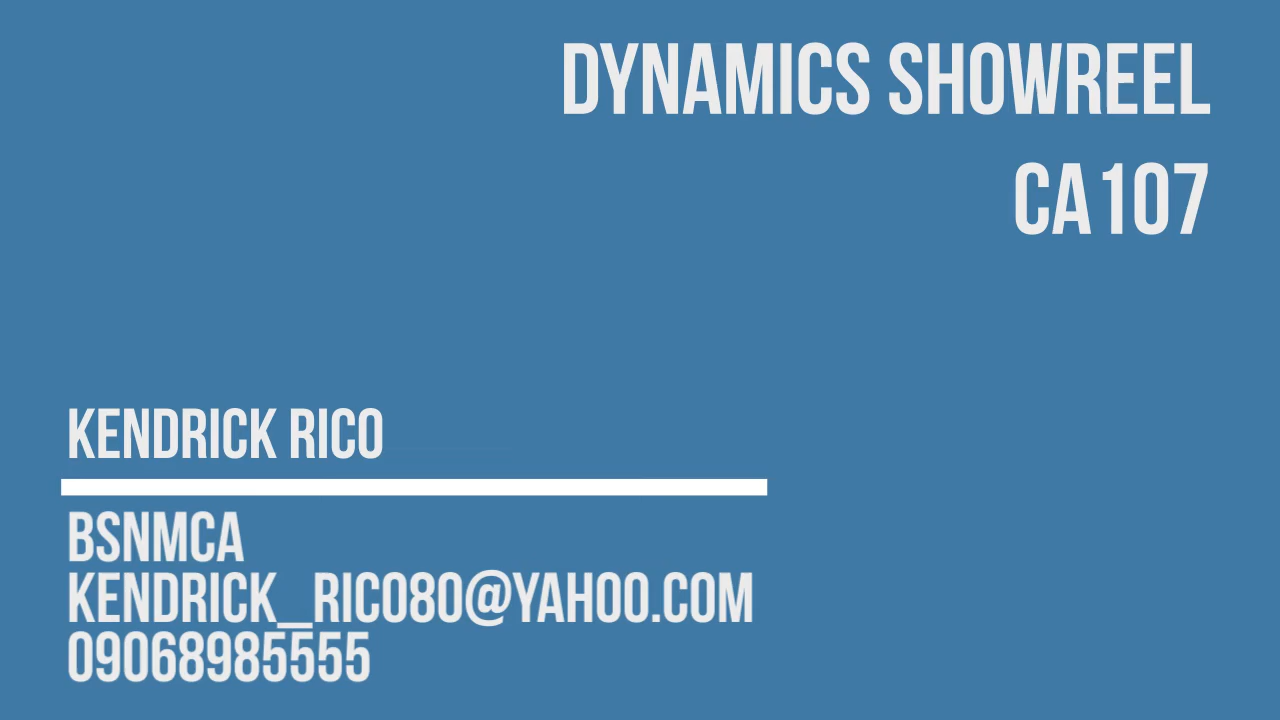 DYNAMICS SHOWREEL
CA107
KENDRICK RICO
BSNMCA
KENDRICK_RICO80@YAHOO.COM
09068985555